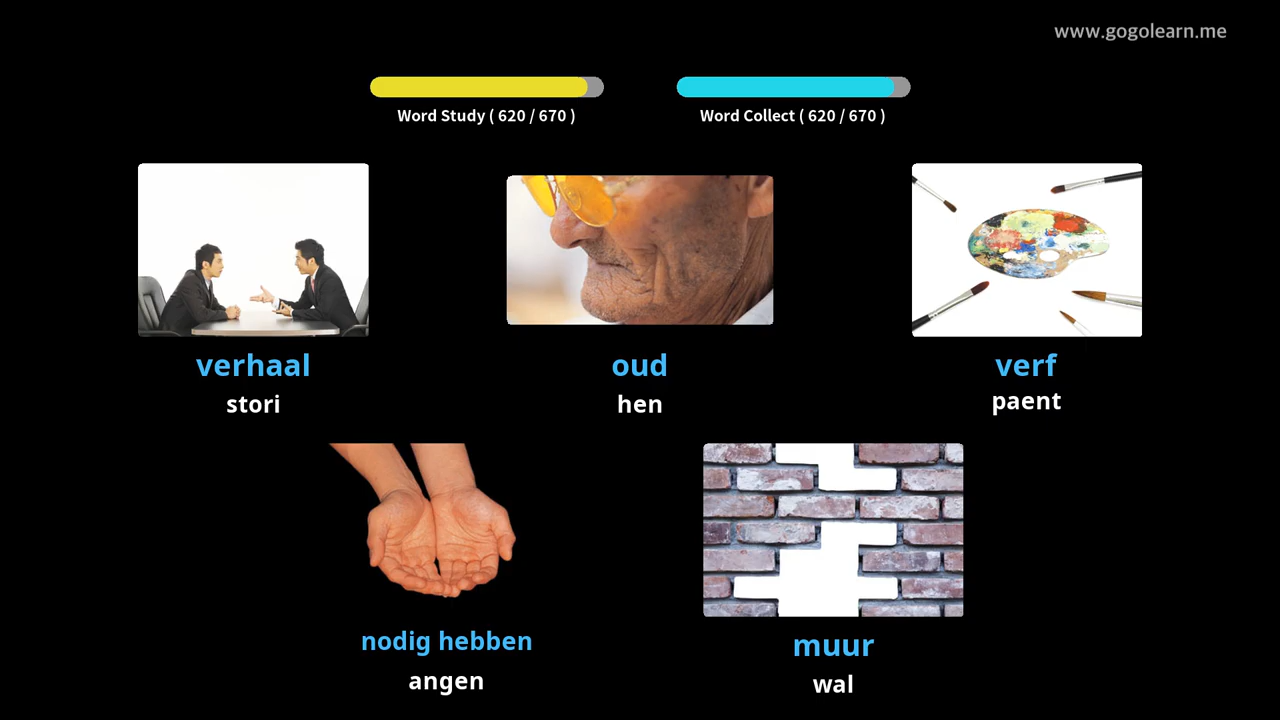 www.gogolearn.me
Word Study ( 620 / 670 )
Word Collect ( 620 / 670 )
verhaal
stori
oud
hen
verf
paent
nodig hebben
angen
muur
wal